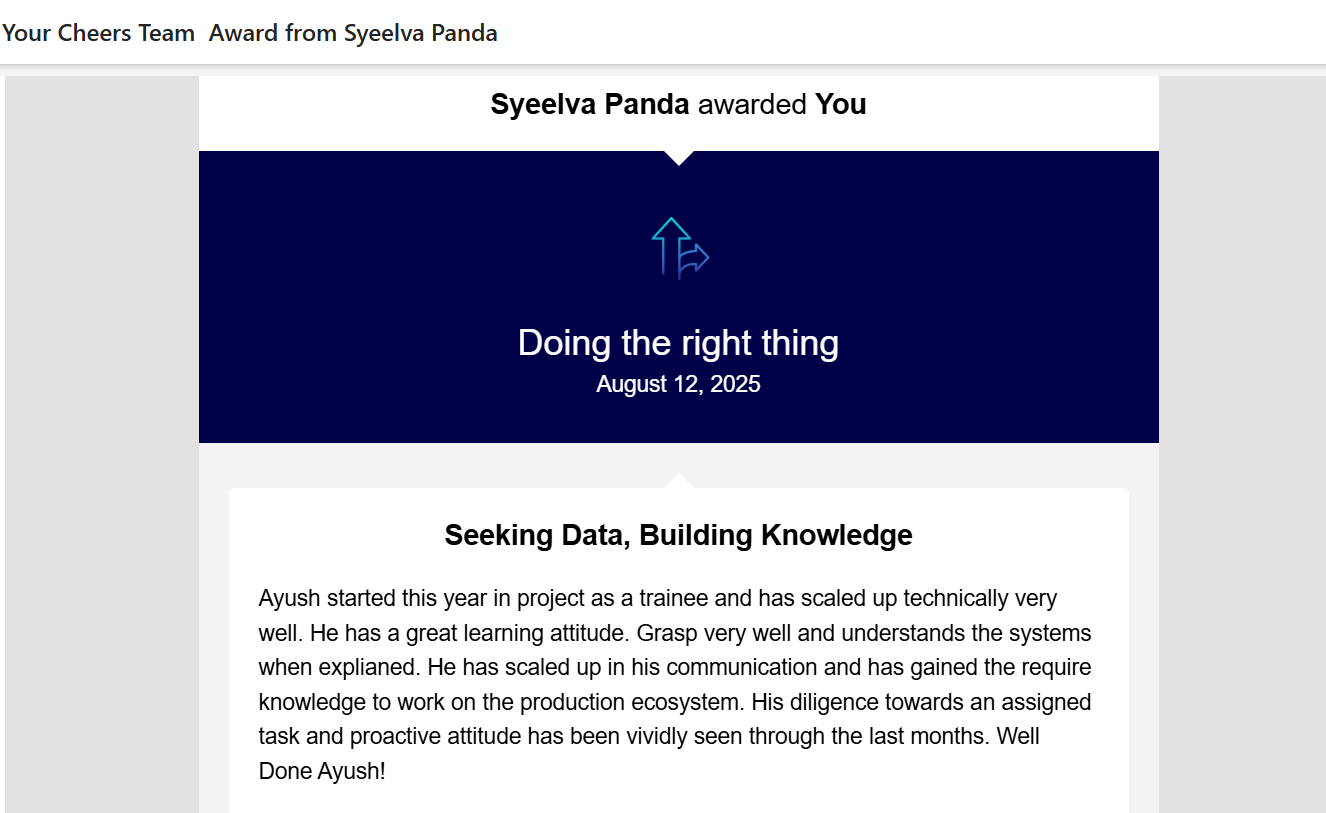 Your Cheers Team  Award from Syeelva Panda
Syeelva Panda awarded You
Doing the right thing
August 12, 2025
Seeking Data, Building Knowledge
Ayush started this year in project as a trainee and has scaled up technically very
well. He has a great learning attitude. Grasp very well and understands the systems
when explianed. He has scaled up in his communication and has gained the require
knowledge to work on the production ecosystem. His diligence towards an assigned
task and proactive attitude has been vividly seen through the last months. Well
Done Ayush!